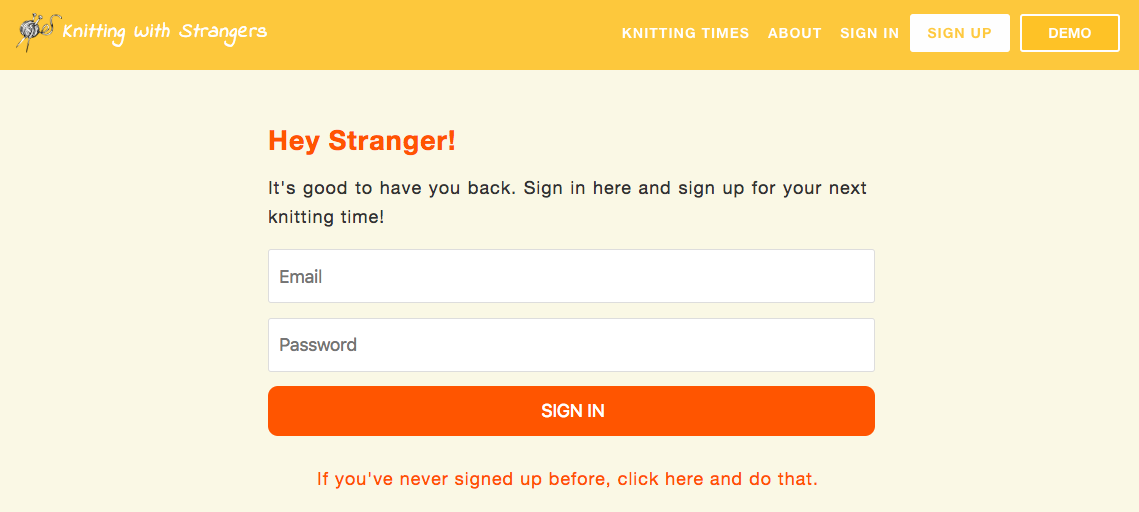 Knitting with Strangers
KNITTING TIMES ABOUT SIGN IN SIGN UP DEMO
Hey Stranger!
It's good to have you back. Sign in here and sign up for your next
knitting time!
Email
Password
SIGN IN
If you've never signed up before, click here and do that.